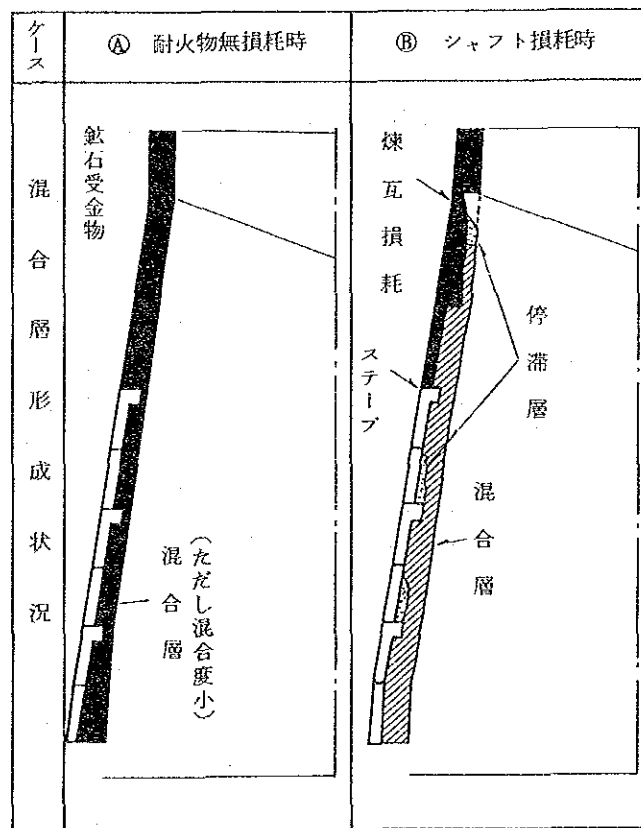 ケース
Ⓐ 耐火物無損耗時
Ⓑ シャフト損耗時
混合層形成状況
鉱石受金物
混合層
(ただし混合度小)
煉瓦損耗
ステーブ
停滞層
混合層